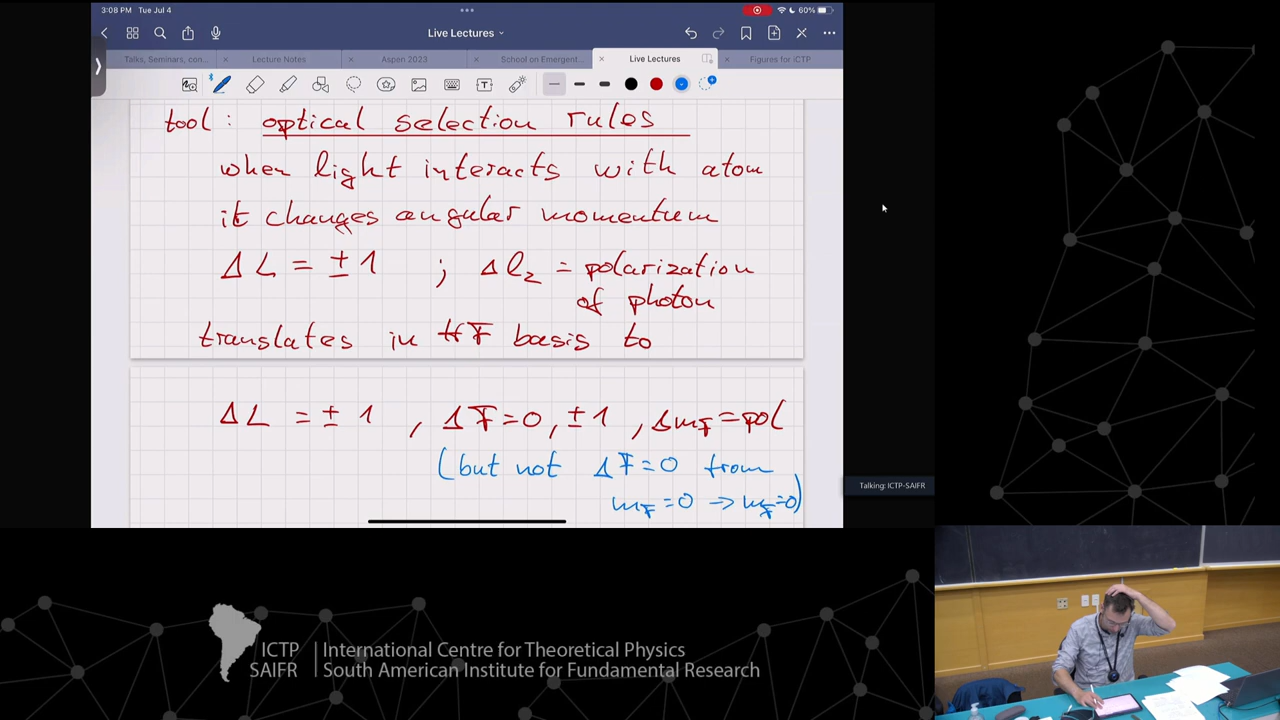 3:08 PM Tue Jul 4
60%
Live Lectures
Talks, Seminars, con...
Lecture Notes
Aspen 2023
School on Emergent...
Live Lectures
Figures for ICTP
tool: optical selection rules
when light interacts with atom
it changes angular momentum
ΔL = ±1 ; Δl_z = polarization
of photon
translates in HF basis to
ΔL = ±1, ΔF=0, ±1, Δm_F=pol
(but not ΔF=0 from
m_F=0 → m_F=0)
Talking: ICTP-SAIFR
ICTP International Centre for Theoretical Physics
SAIFR South American Institute for Fundamental Research